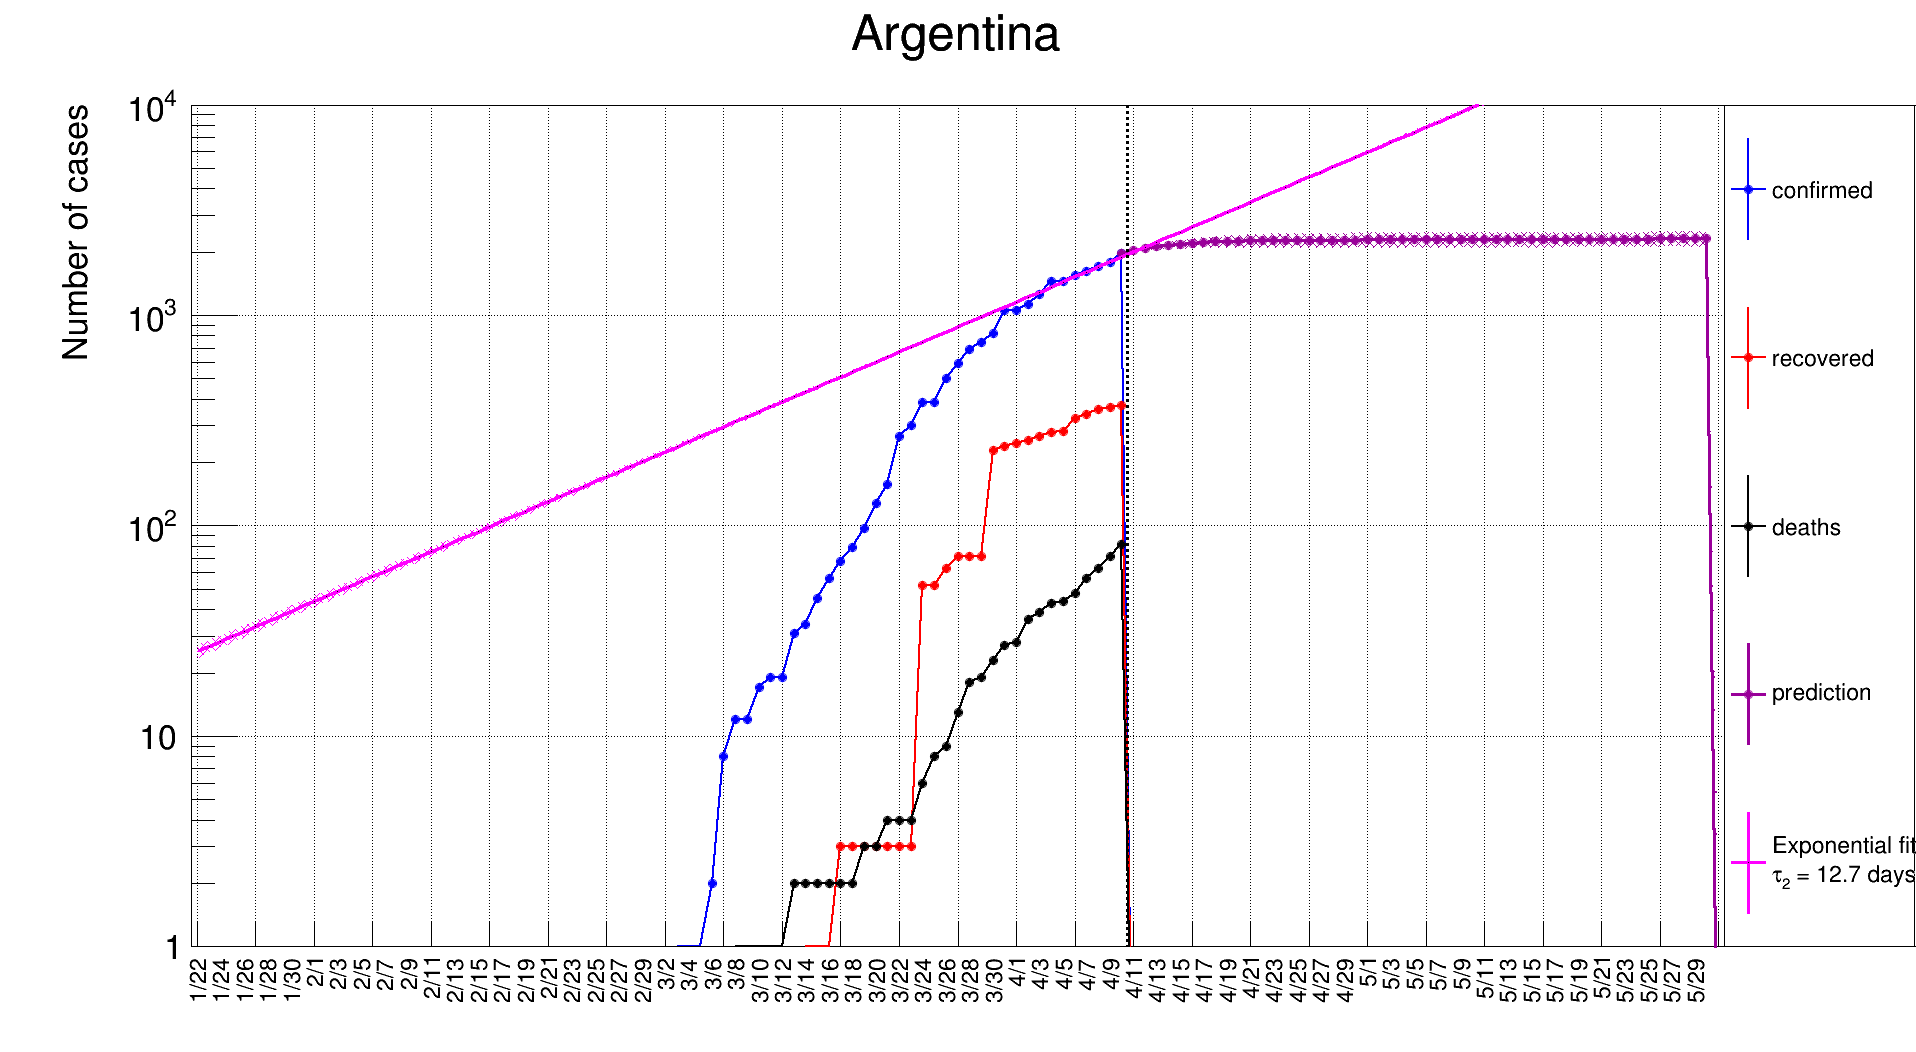 Argentina
Number of cases
10^4
10^3
10^2
10
1
1/22 1/24 1/26 1/28 1/30 2/1 2/3 2/5 2/7 2/9 2/11 2/13 2/15 2/17 2/19 2/21 2/23 2/25 2/27 2/29 3/2 3/4 3/6 3/8 3/10 3/12 3/14 3/16 3/18 3/20 3/22 3/24 3/26 3/28 3/30 4/1 4/3 4/5 4/7 4/9 4/11 4/13 4/15 4/17 4/19 4/21 4/23 4/25 4/27 4/29 5/1 5/3 5/5 5/7 5/9 5/11 5/13 5/15 5/17 5/19 5/21 5/23 5/25 5/27 5/29
confirmed
recovered
deaths
prediction
Exponential fit
τ_2 = 12.7 days